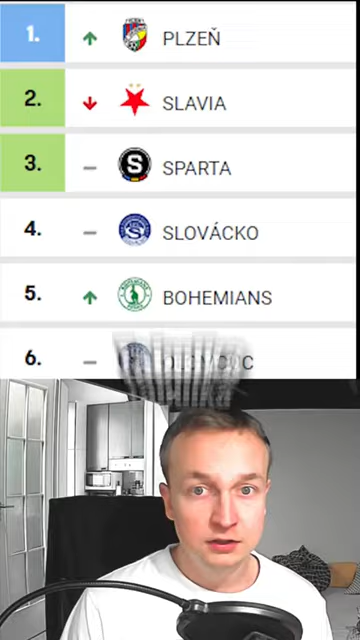 1. PLZEŇ
2. SLAVIA
3. S SPARTA
4. SLOVÁCKO
5. BOHEMIANS
6.